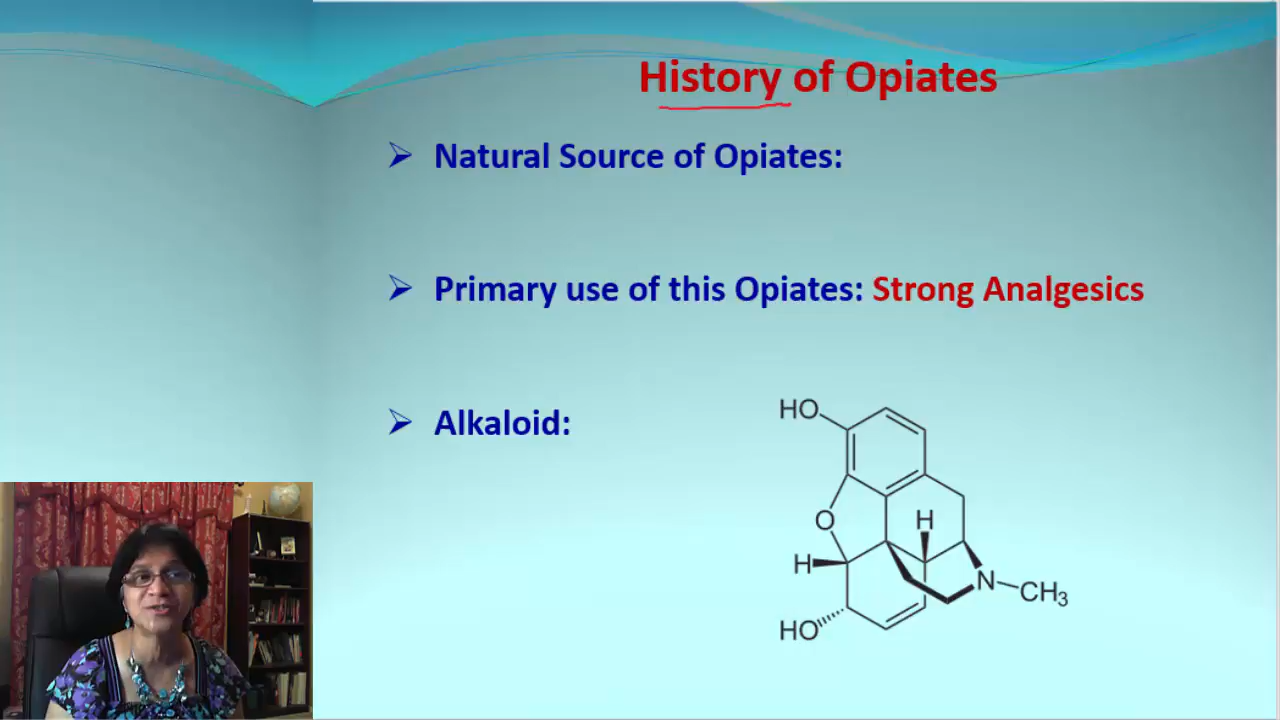 History of Opiates
➢ Natural Source of Opiates:
➢ Primary use of this Opiates: Strong Analgesics
➢ Alkaloid:
HO
O
H
H
N
CH₃
HO